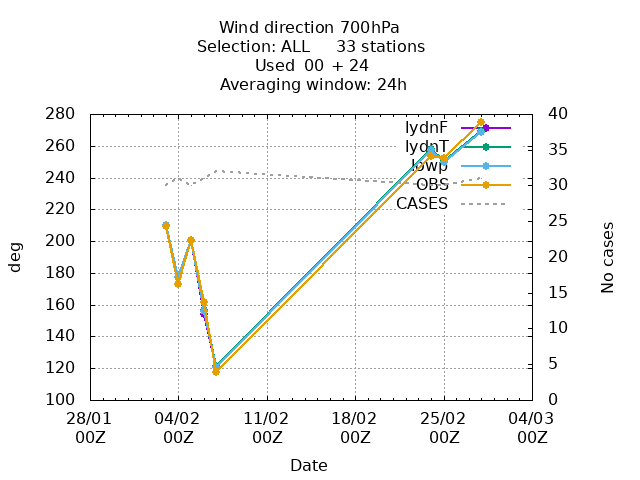 Wind direction 700hPa
Selection: ALL 33 stations
Used 00 + 24
Averaging window: 24h
280 40
260 35
240 30
220 25
200 20
180 15
160 10
140 5
120 0
100
deg
No cases
lydnF
lydnT
lowp
OBS
CASES
28/01 04/02 11/02 18/02 25/02 04/03
00Z 00Z 00Z 00Z 00Z 00Z
Date